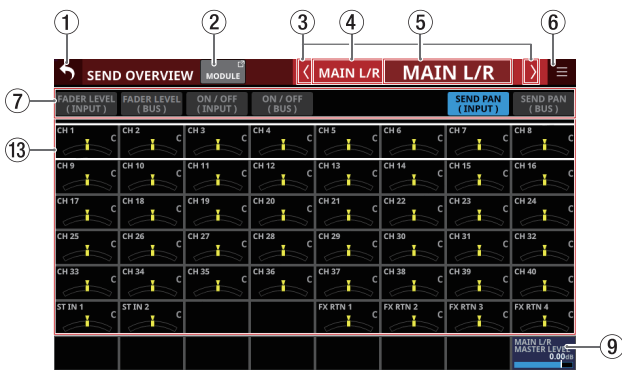 1 2 3 4 5 6
SEND OVERVIEW MODULE MAIN L/R MAIN L/R
7
FADER LEVEL (INPUT) FADER LEVEL (BUS) ON / OFF (INPUT) ON / OFF (BUS) SEND PAN (INPUT) SEND PAN (BUS)
13
CH 1 C CH 2 C CH 3 C CH 4 C CH 5 C CH 6 C CH 7 C CH 8 C
CH 9 C CH 10 C CH 11 C CH 12 C CH 13 C CH 14 C CH 15 C CH 16 C
CH 17 C CH 18 C CH 19 C CH 20 C CH 21 C CH 22 C CH 23 C CH 24 C
CH 25 C CH 26 C CH 27 C CH 28 C CH 29 C CH 30 C CH 31 C CH 32 C
CH 33 C CH 34 C CH 35 C CH 36 C CH 37 C CH 38 C CH 39 C CH 40 C
ST IN 1 C ST IN 2 C FX RTN 1 C FX RTN 2 C FX RTN 3 C FX RTN 4 C
MAIN L/R
MASTER LEVEL
0.00dB
9